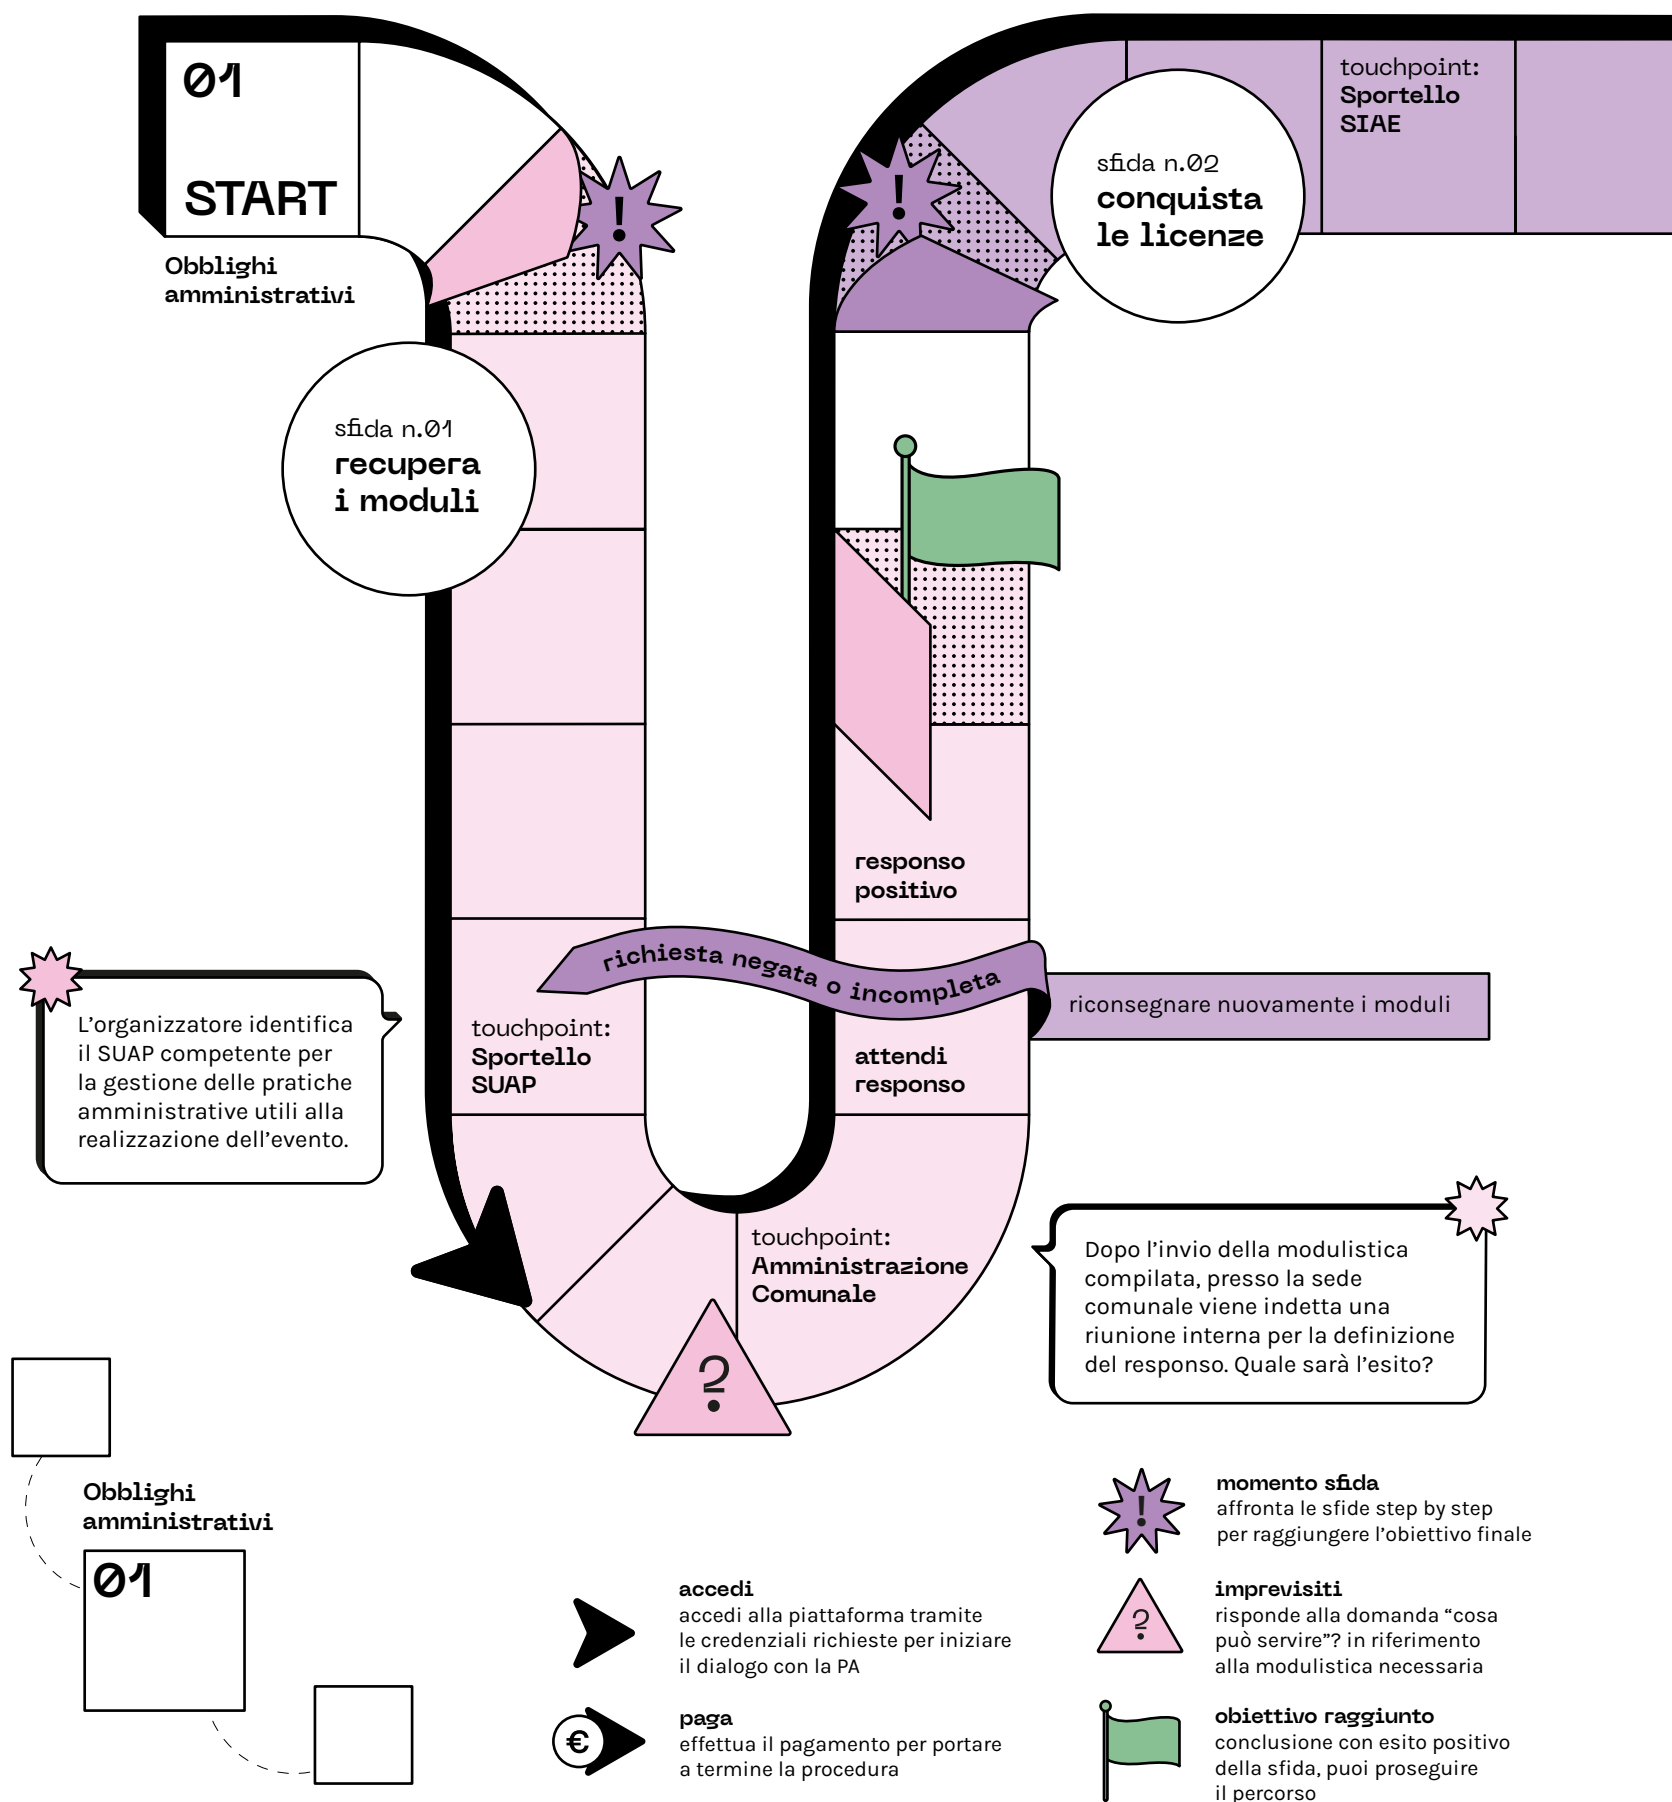 01
START
Obblighi
amministrativi
!
sfida n.01
recupera
i moduli
!
sfida n.02
conquista
le licenze
touchpoint:
Sportello
SIAE
responso
positivo
richiesta negata o incompleta
riconsegnare nuovamente i moduli
touchpoint:
Sportello
SUAP
attendi
responso
L'organizzatore identifica
il SUAP competente per
la gestione delle pratiche
amministrative utili alla
realizzazione dell'evento.
touchpoint:
Amministrazione
Comunale
?
Dopo l'invio della modulistica
compilata, presso la sede
comunale viene indetta una
riunione interna per la definizione
del responso. Quale sarà l'esito?
Obblighi
amministrativi
01
accedi
accedi alla piattaforma tramite
le credenziali richieste per iniziare
il dialogo con la PA
€
paga
effettua il pagamento per portare
a termine la procedura
!
momento sfida
affronta le sfide step by step
per raggiungere l'obiettivo finale
?
imprevisiti
risponde alla domanda “cosa
può servire”? in riferimento
alla modulistica necessaria
obiettivo raggiunto
conclusione con esito positivo
della sfida, puoi proseguire
il percorso